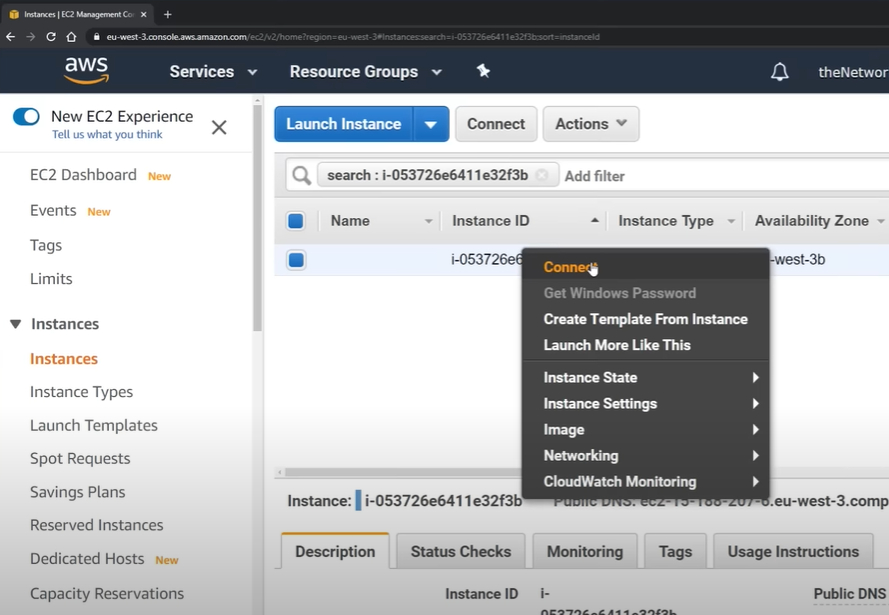 Instances | EC2 Management Con
eu-west-3.console.aws.amazon.com/ec2/v2/home?region=eu-west-3#Instances:search=i-053726e6411e32f3b;sort=instanceId
aws
Services
Resource Groups
theNetwor
New EC2 Experience
Tell us what you think
EC2 Dashboard New
Events New
Tags
Limits
Instances
Instances
Instance Types
Launch Templates
Spot Requests
Savings Plans
Reserved Instances
Dedicated Hosts New
Capacity Reservations
Launch Instance
Connect
Actions
search : i-053726e6411e32f3b
Add filter
Name
Instance ID
Instance Type
Availability Zone
i-053726e6
-west-3b
Connect
Get Windows Password
Create Template From Instance
Launch More Like This
Instance State
Instance Settings
Image
Networking
CloudWatch Monitoring
Instance: i-053726e6411e32f3b Public DNS: ec2-15-188-207-6.eu-west-3.comp
Description
Status Checks
Monitoring
Tags
Usage Instructions
Instance ID
i-
Public DNS